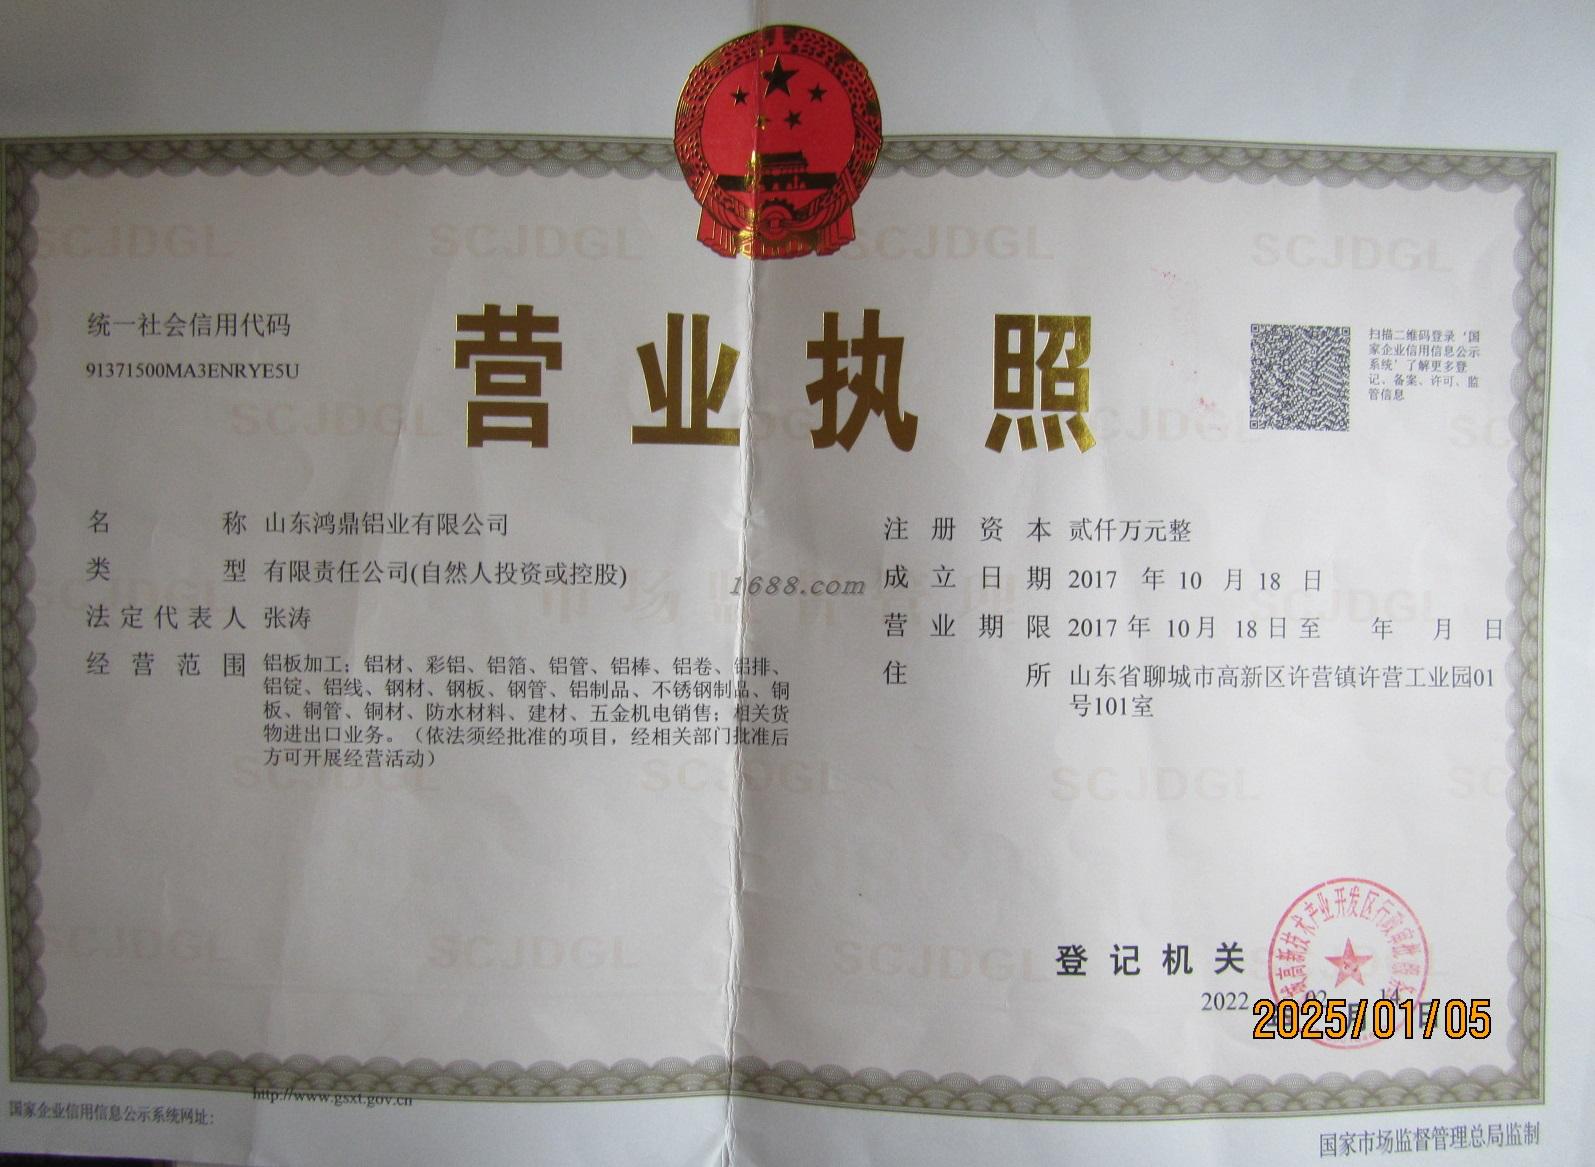 统一社会信用代码
91371500MA3ENRYE5U
营业执照
扫描二维码登录‘国
家企业信用信息公示
系统’了解更多登
记、备案、许可、监
管信息
名称 山东鸿鼎铝业有限公司
类型 有限责任公司(自然人投资或控股)
法定代表人 张涛
经营范围 铝板加工；铝材、彩铝、铝箔、铝管、铝棒、铝卷、铝排、
铝锭、铝线、钢材、钢板、钢管、铝制品、不锈钢制品、铜
板、铜管、铜材、防水材料、建材、五金机电销售；相关货
物进出口业务。（依法须经批准的项目，经相关部门批准后
方可开展经营活动）
注册资本 贰仟万元整
成立日期 2017 年 10 月 18 日
营业期限 2017 年 10 月 18 日至 年 月 日
住所 山东省聊城市高新区许营镇许营工业园01
号101室
1688.com
登记机关
2022 02 14
2025/01/05
http://www.gsxt.gov.cn
国家企业信用信息公示系统网址：
国家市场监督管理总局监制